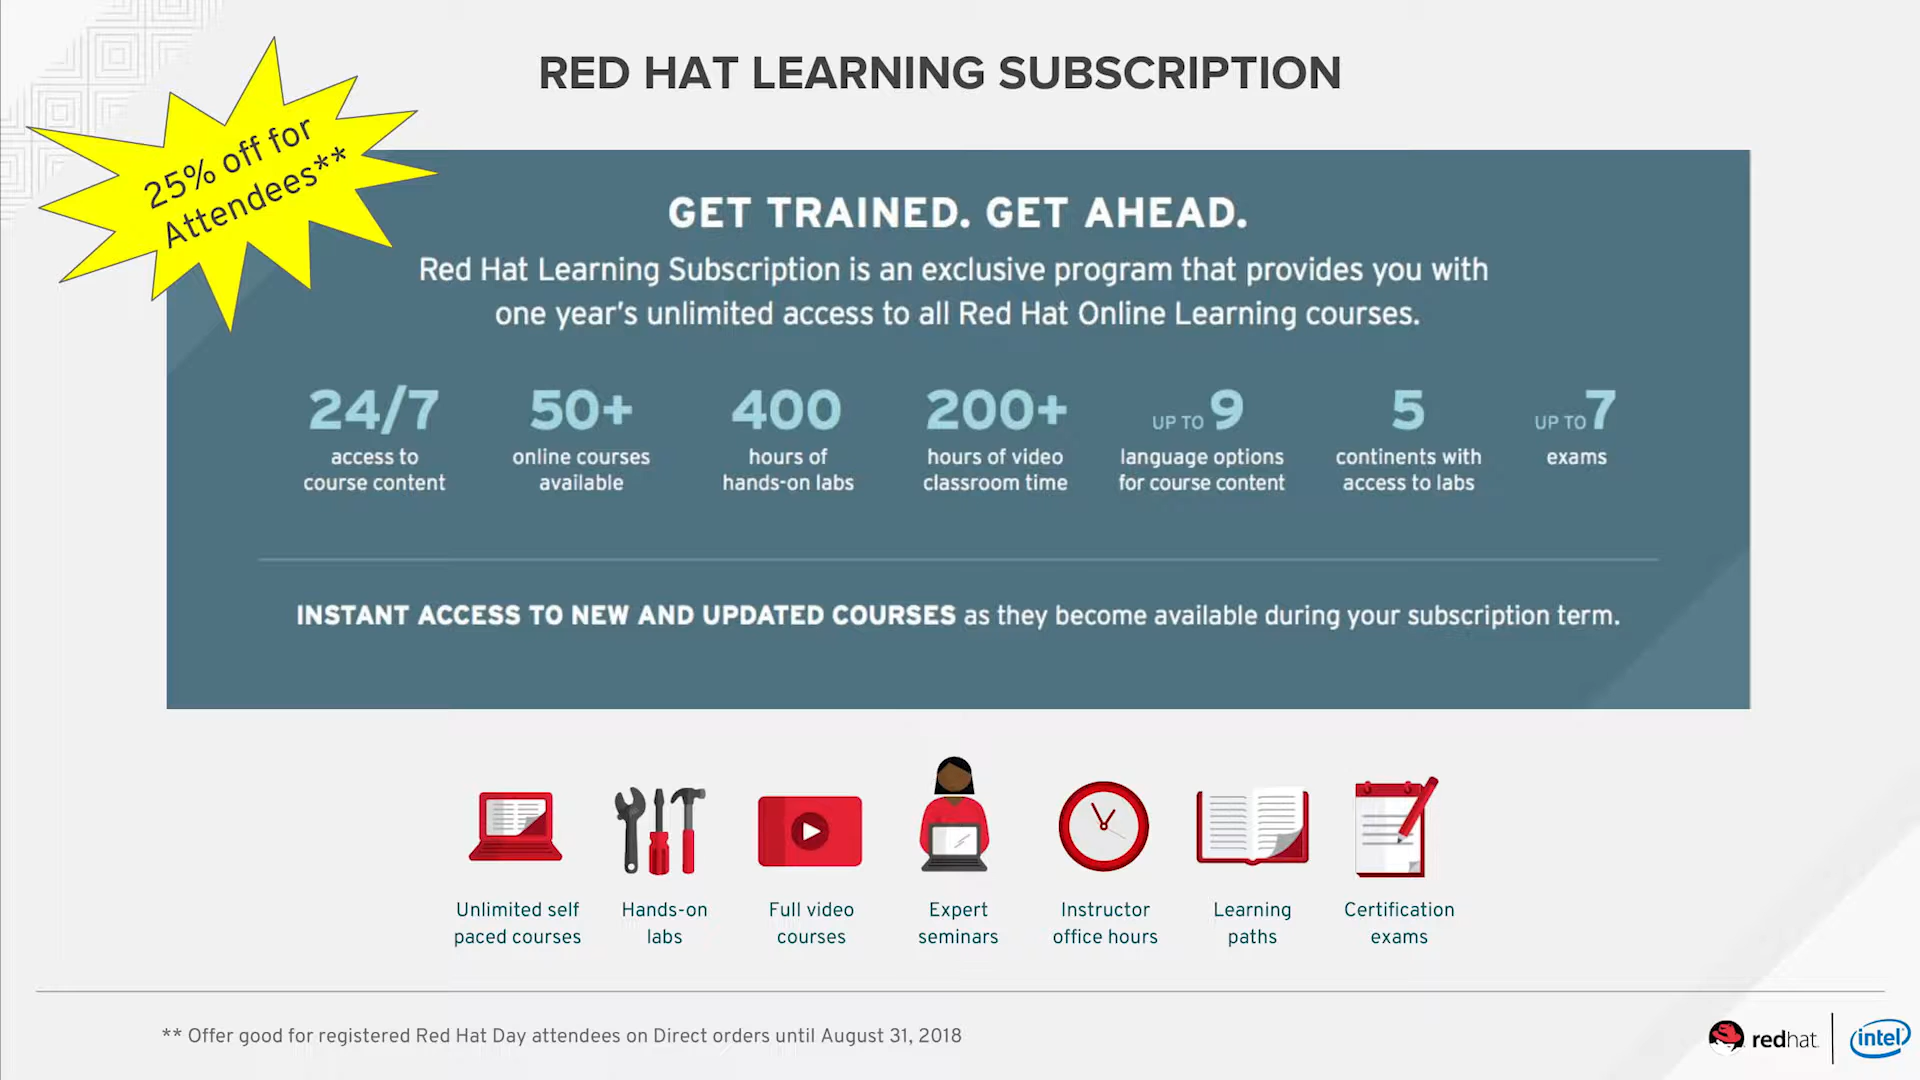 RED HAT LEARNING SUBSCRIPTION
25% off for
Attendees**
GET TRAINED. GET AHEAD.
Red Hat Learning Subscription is an exclusive program that provides you with
one year's unlimited access to all Red Hat Online Learning courses.
24/7
access to
course content
50+
online courses
available
400
hours of
hands-on labs
200+
hours of video
classroom time
UP TO 9
language options
for course content
5
continents with
access to labs
UP TO 7
exams
INSTANT ACCESS TO NEW AND UPDATED COURSES as they become available during your subscription term.
Unlimited self
paced courses
Hands-on
labs
Full video
courses
Expert
seminars
Instructor
office hours
Learning
paths
Certification
exams
** Offer good for registered Red Hat Day attendees on Direct orders until August 31, 2018
redhat
intel